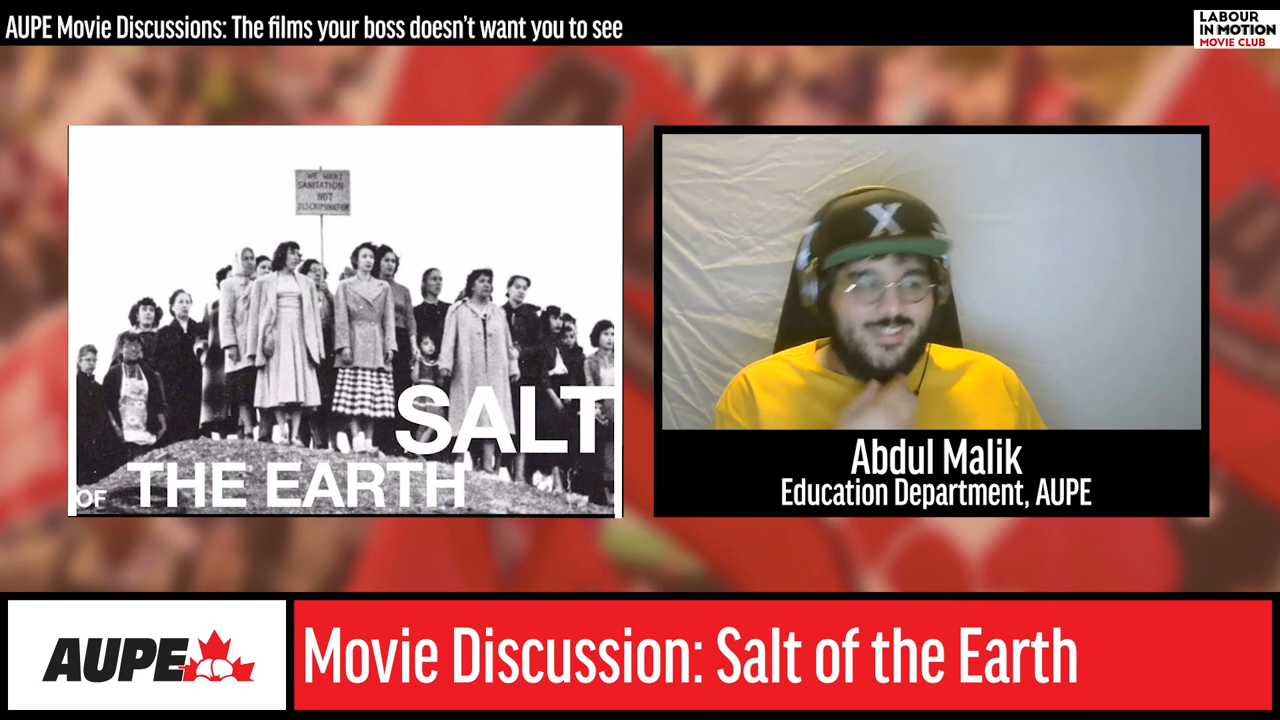 AUPE Movie Discussions: The films your boss doesn't want you to see
LABOUR
IN MOTION
MOVIE CLUB
WE WANT
SANITATION
NOT
DISCRIMINATION
X
SALT
OF THE EARTH
Abdul Malik
Education Department, AUPE
AUPE
Movie Discussion: Salt of the Earth